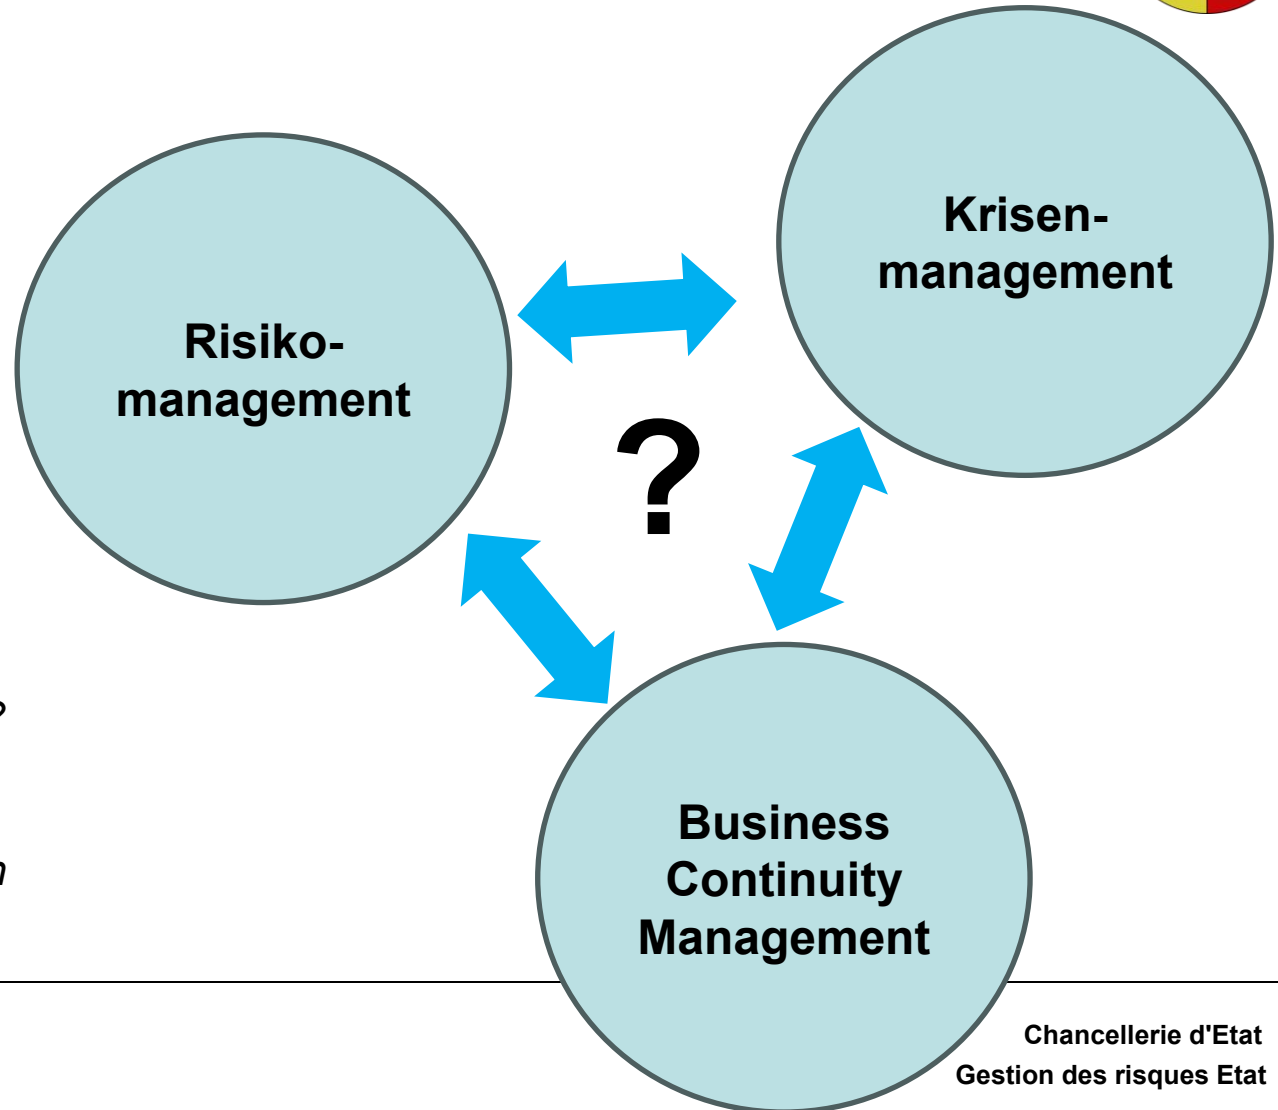 Krisen-
management
Risiko-
management
?
?
n
Business
Continuity
Management
Chancellerie d'Etat
Gestion des risques Etat